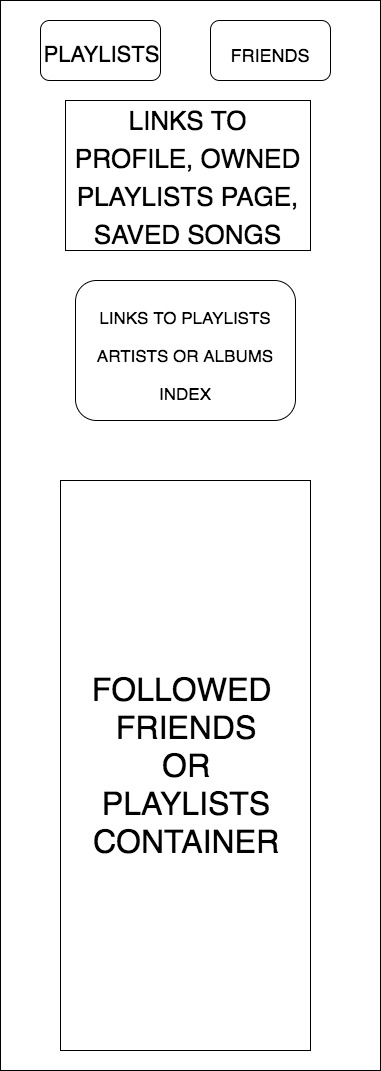 PLAYLISTS
FRIENDS
LINKS TO
PROFILE, OWNED
PLAYLISTS PAGE,
SAVED SONGS
LINKS TO PLAYLISTS
ARTISTS OR ALBUMS
INDEX
FOLLOWED
FRIENDS
OR
PLAYLISTS
CONTAINER